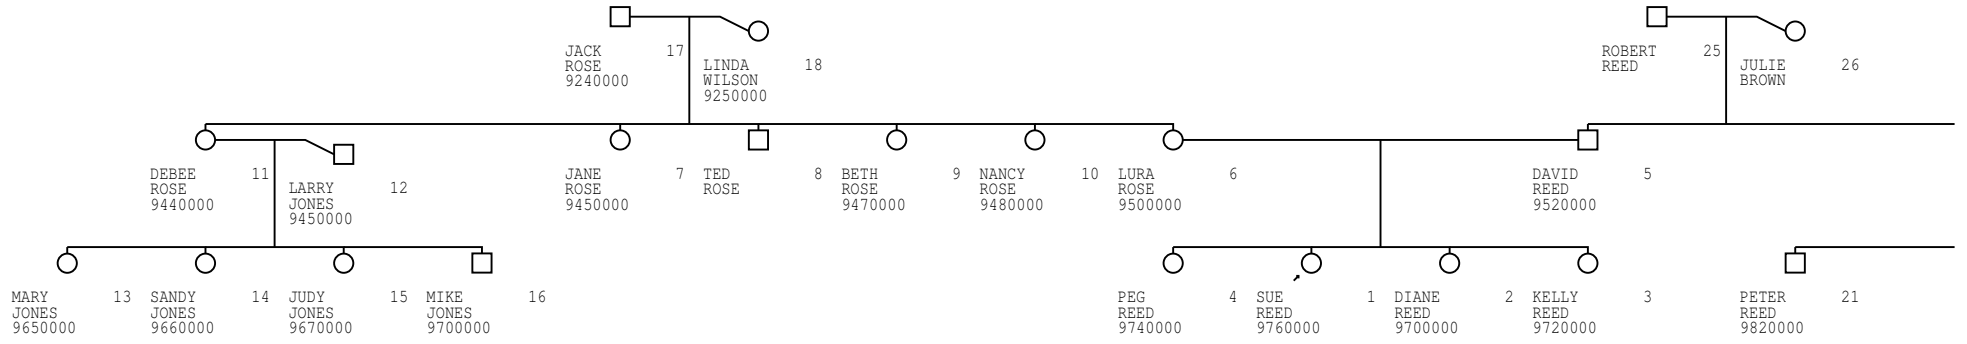 JACK 17
ROSE
9240000
LINDA 18
WILSON
9250000
ROBERT 25
REED
JULIE 26
BROWN
DEBEE 11
ROSE
9440000
LARRY 12
JONES
9450000
JANE 7
ROSE
9450000
TED 8
ROSE
BETH 9
ROSE
9470000
NANCY 10
ROSE
9480000
LURA 6
ROSE
9500000
DAVID 5
REED
9520000
MARY 13
JONES
9650000
SANDY 14
JONES
9660000
JUDY 15
JONES
9670000
MIKE 16
JONES
9700000
PEG 4
REED
9740000
SUE 1
REED
9760000
DIANE 2
REED
9700000
KELLY 3
REED
9720000
PETER 21
REED
9820000